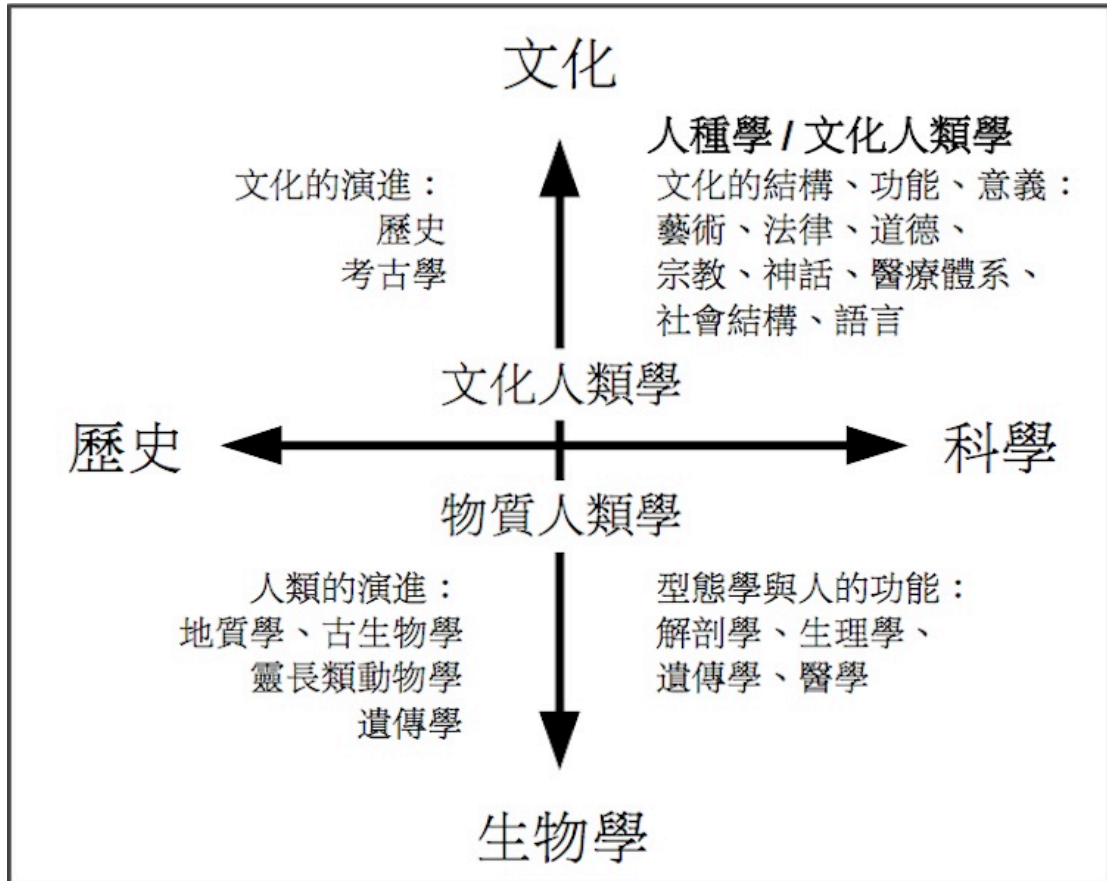 文化
人種學 / 文化人類學
文化的演進：
歷史
考古學
文化的結構、功能、意義：
藝術、法律、道德、
宗教、神話、醫療體系、
社會結構、語言
文化人類學
歷史
科學
物質人類學
人類的演進：
地質學、古生物學
靈長類動物學
遺傳學
型態學與人的功能：
解剖學、生理學、
遺傳學、醫學
生物學